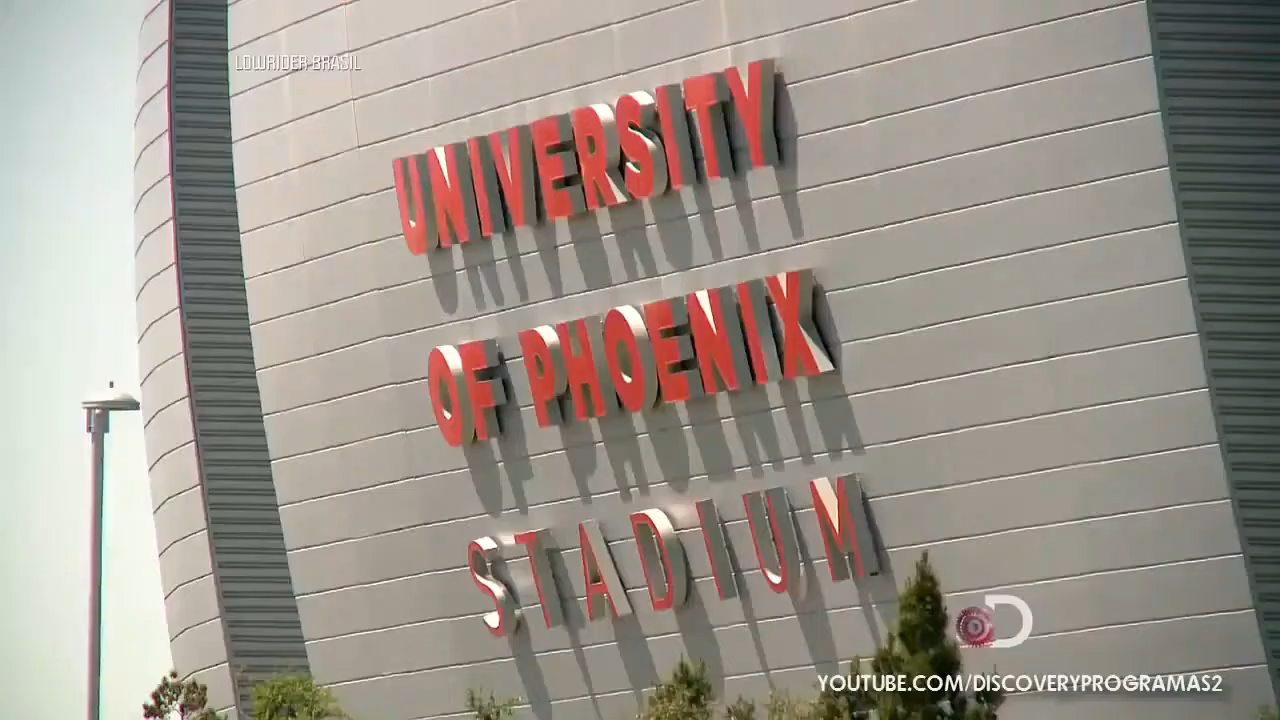 LOWRIDER BRASIL
UNIVERSITY
OF PHOENIX
STADIUM
D
YOUTUBE.COM/DISCOVERYPROGRAMAS2